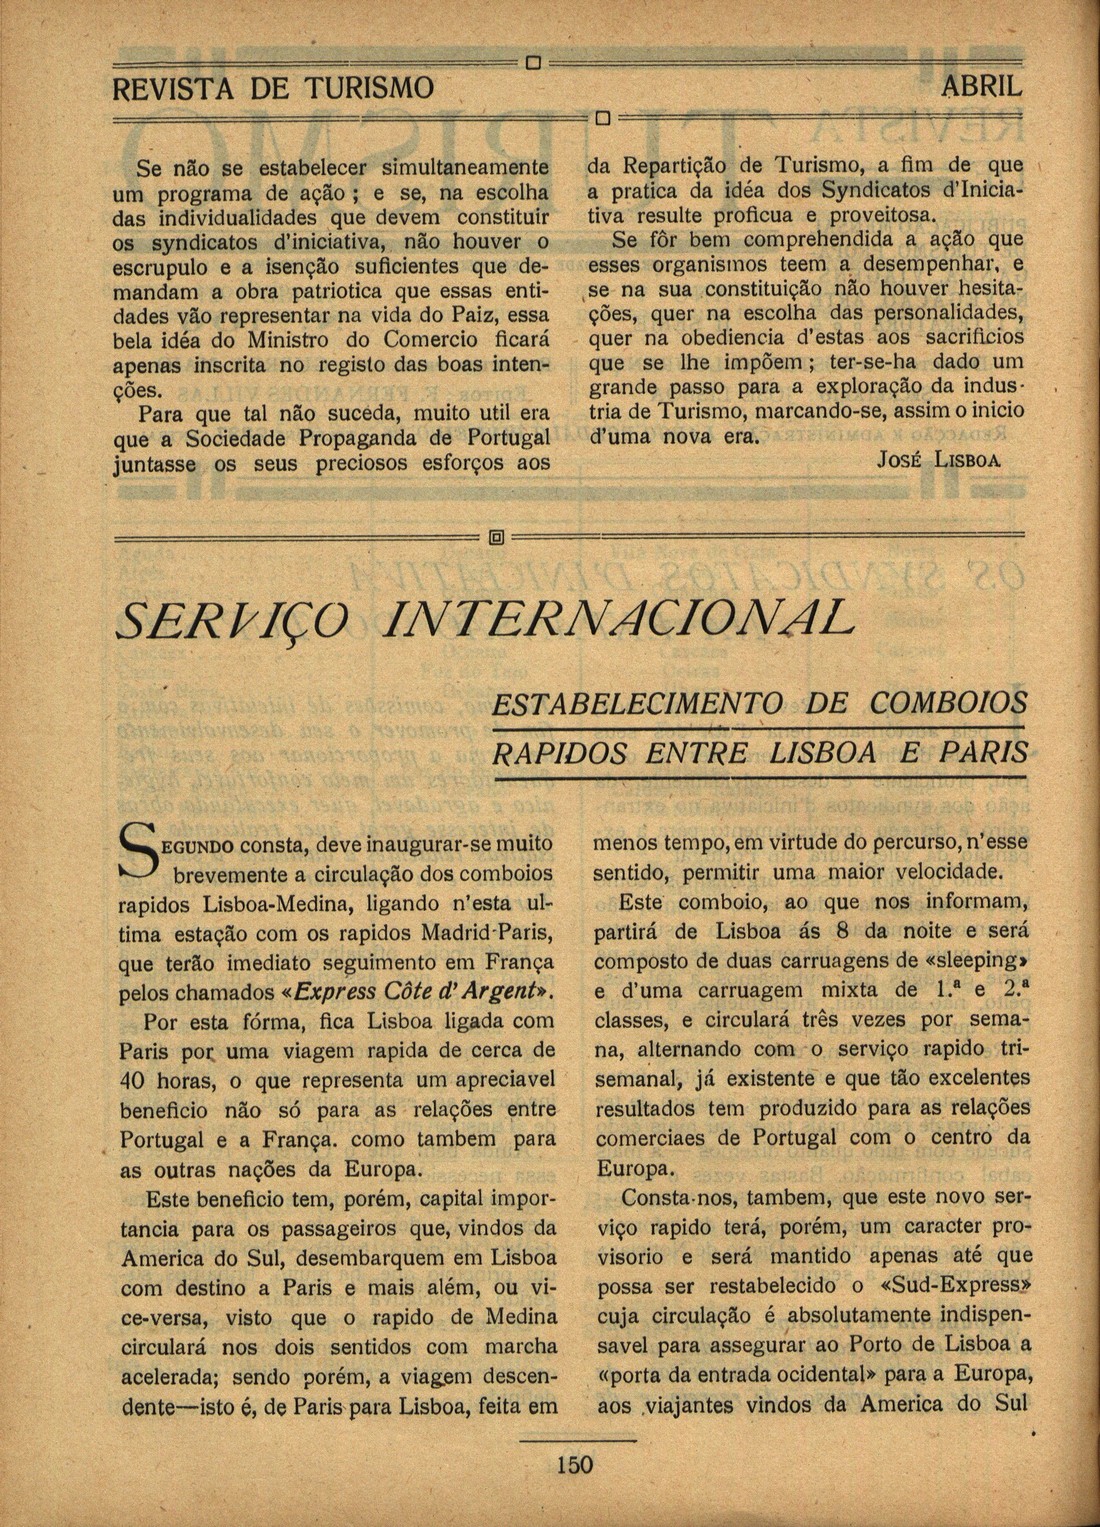 REVISTA DE TURISMO
ABRIL
Se não se estabelecer simultaneamente
um programa de ação ; e se, na escolha
das individualidades que devem constituir
os syndicatos d'iniciativa, não houver o
escrupulo e a isenção suficientes que de-
mandam a obra patriotica que essas enti-
dades vão representar na vida do Paiz, essa
bela idéa do Ministro do Comercio ficará
apenas inscrita no registo das boas inten-
ções.
Para que tal não suceda, muito util era
que a Sociedade Propaganda de Portugal
juntasse os seus preciosos esforços aos
da Repartição de Turismo, a fim de que
a pratica da idéa dos Syndicatos d'Inicia-
tiva resulte proficua e proveitosa.
Se fôr bem comprehendida a ação que
esses organismos teem a desempenhar, e
se na sua constituição não houver hesita-
ções, quer na escolha das personalidades,
quer na obediencia d'estas aos sacrificios
que se lhe impõem ; ter-se-ha dado um
grande passo para a exploração da indus-
tria de Turismo, marcando-se, assim o inicio
d'uma nova era.
JOSÉ LISBOA
SERVIÇO INTERNACIONAL
ESTABELECIMENTO DE COMBOIOS
RAPIDOS ENTRE LISBOA E PARIS
SEGUNDO consta, deve inaugurar-se muito
brevemente a circulação dos comboios
rapidos Lisboa-Medina, ligando n'esta ul-
tima estação com os rapidos Madrid-Paris,
que terão imediato seguimento em França
pelos chamados «Express Côte d'Argent».
Por esta fórma, fica Lisboa ligada com
Paris por uma viagem rapida de cerca de
40 horas, o que representa um apreciavel
beneficio não só para as relações entre
Portugal e a França. como tambem para
as outras nações da Europa.
Este beneficio tem, porém, capital impor-
tancia para os passageiros que, vindos da
America do Sul, desembarquem em Lisboa
com destino a Paris e mais além, ou vi-
ce-versa, visto que o rapido de Medina
circulará nos dois sentidos com marcha
acelerada; sendo porém, a viagem descen-
dente—isto é, de Paris para Lisboa, feita em
menos tempo, em virtude do percurso, n'esse
sentido, permitir uma maior velocidade.
Este comboio, ao que nos informam,
partirá de Lisboa ás 8 da noite e será
composto de duas carruagens de «sleeping»
e d'uma carruagem mixta de 1.ª e 2.ª
classes, e circulará três vezes por sema-
na, alternando com o serviço rapido tri-
semanal, já existente e que tão excelentes
resultados tem produzido para as relações
comerciaes de Portugal com o centro da
Europa.
Consta-nos, tambem, que este novo ser-
viço rapido terá, porém, um caracter pro-
visorio e será mantido apenas até que
possa ser restabelecido o «Sud-Express»
cuja circulação é absolutamente indispen-
savel para assegurar ao Porto de Lisboa a
«porta da entrada ocidental» para a Europa,
aos viajantes vindos da America do Sul
150